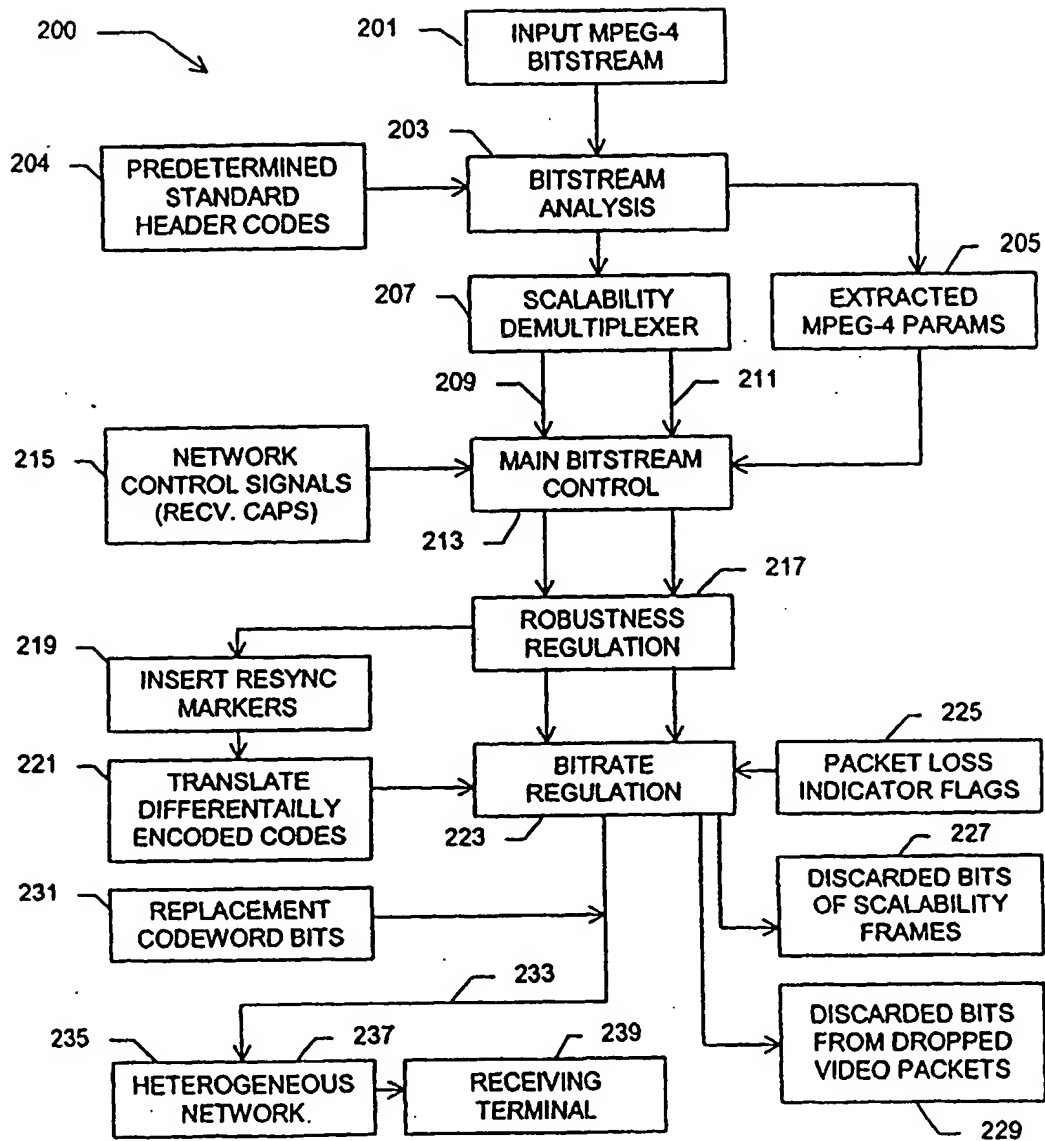 200
201
INPUT MPEG-4
BITSTREAM
203
204
PREDETERMINED
STANDARD
HEADER CODES
BITSTREAM
ANALYSIS
205
EXTRACTED
MPEG-4 PARAMS
207
SCALABILITY
DEMULTIPLEXER
209
211
215
NETWORK
CONTROL SIGNALS
(RECV. CAPS)
MAIN BITSTREAM
CONTROL
213
217
ROBUSTNESS
REGULATION
219
INSERT RESYNC
MARKERS
221
TRANSLATE
DIFFERENTAILLY
ENCODED CODES
BITRATE
REGULATION
223
225
PACKET LOSS
INDICATOR FLAGS
227
DISCARDED BITS
OF SCALABILITY
FRAMES
231
REPLACEMENT
CODEWORD BITS
233
DISCARDED BITS
FROM DROPPED
VIDEO PACKETS
229
235
237
HETEROGENEOUS
NETWORK.
239
RECEIVING
TERMINAL